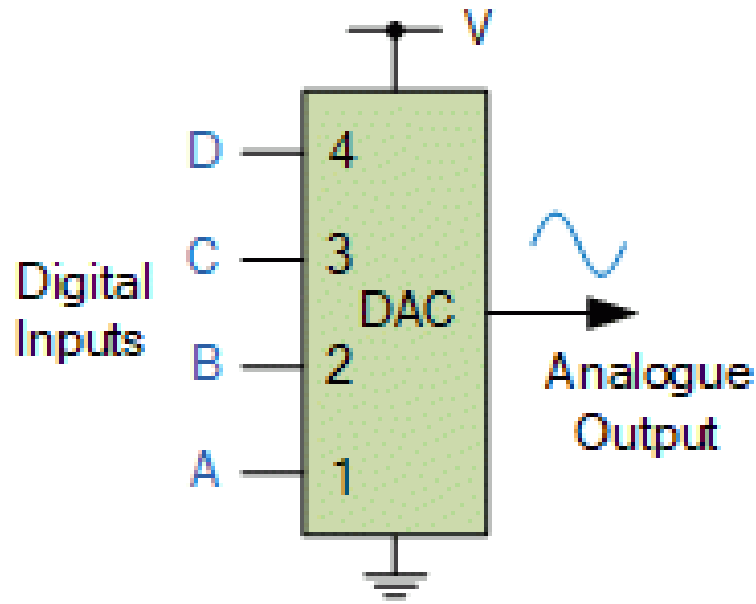 V
D 4
C 3
Digital
Inputs
DAC
B 2
Analogue
Output
A 1